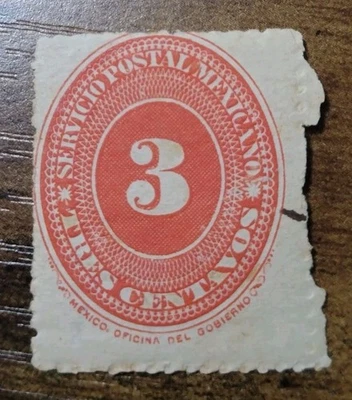 SERVICIO POSTAL MEXICANO
3
TRES CENTAVOS
MEXICO. OFICINA DEL GOBIERNO